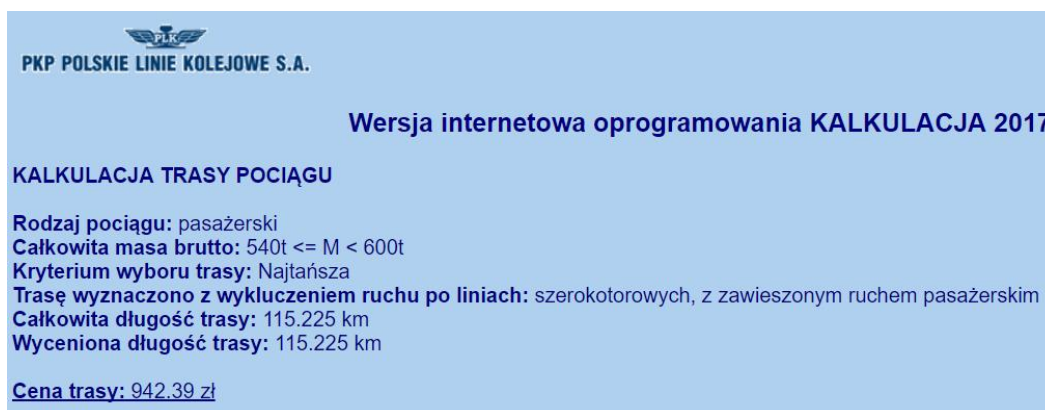 PLK
PKP POLSKIE LINIE KOLEJOWE S.A.
Wersja internetowa oprogramowania KALKULACJA 2017
KALKULACJA TRASY POCIĄGU
Rodzaj pociągu: pasażerski
Całkowita masa brutto: 540t <= M < 600t
Kryterium wyboru trasy: Najtańsza
Trasę wyznaczono z wykluczeniem ruchu po liniach: szerokotorowych, z zawieszonym ruchem pasażerskim
Całkowita długość trasy: 115.225 km
Wyceniona długość trasy: 115.225 km
Cena trasy: 942.39 zł